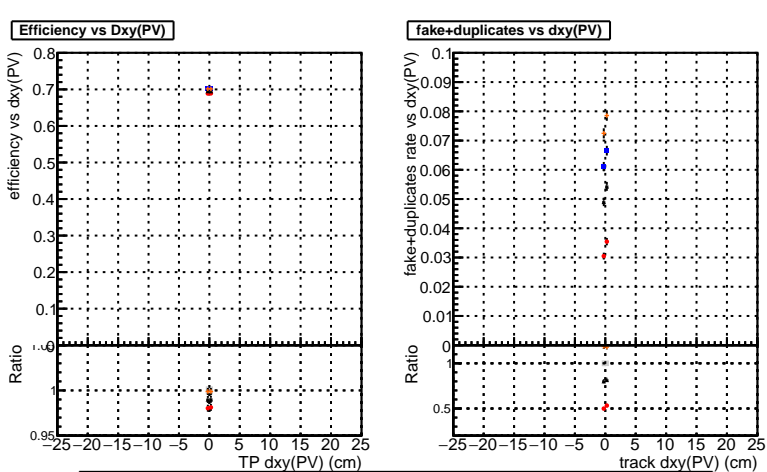 Efficiency vs Dxy(PV)
efficiency vs dxy(PV)
0.8
0.7
0.6
0.5
0.4
0.3
0.2
0.1
0
Ratio
1
0.95
−25 −20 −15 −10 −5 0 5 10 15 20 25
TP dxy(PV) (cm)
fake+duplicates vs dxy(PV)
fake+duplicates rate vs dxy(PV)
0.1
0.09
0.08
0.07
0.06
0.05
0.04
0.03
0.02
0.01
0
Ratio
1
0.5
−25 −20 −15 −10 −5 0 5 10 15 20 25
track dxy(PV) (cm)